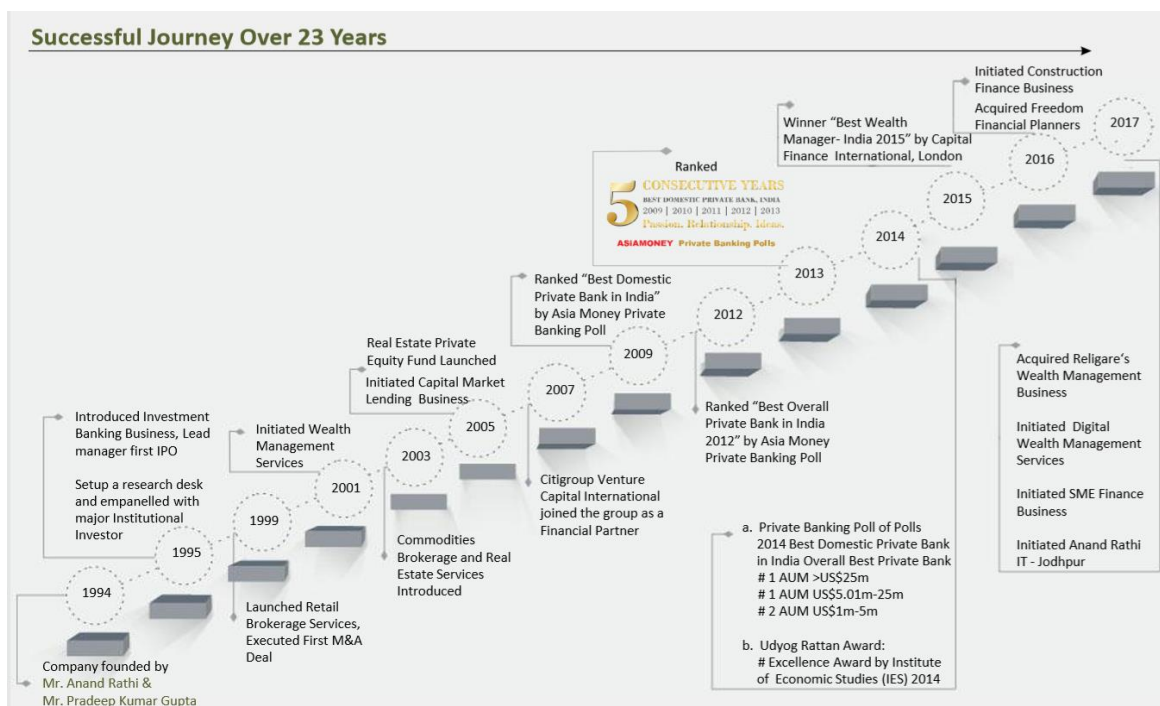 Successful Journey Over 23 Years
1994
Company founded by
Mr. Anand Rathi &
Mr. Pradeep Kumar Gupta
1995
Introduced Investment
Banking Business, Lead
manager first IPO
Setup a research desk
and empanelled with
major Institutional
Investor
1999
Launched Retail
Brokerage Services,
Executed First M&A
Deal
2001
Initiated Wealth
Management
Services
2003
Commodities
Brokerage and Real
Estate Services
Introduced
2005
Real Estate Private
Equity Fund Launched
Initiated Capital Market
Lending Business
2007
Citigroup Venture
Capital International
joined the group as a
Financial Partner
2009
Ranked “Best Domestic
Private Bank in India”
by Asia Money Private
Banking Poll
2012
Ranked “Best Overall
Private Bank in India
2012” by Asia Money
Private Banking Poll
2013
Ranked
5 CONSECUTIVE YEARS
BEST DOMESTIC PRIVATE BANK, INDIA
2009 | 2010 | 2011 | 2012 | 2013
Passion. Relationship. Ideas.
ASIAMONEY Private Banking Polls
2014
a. Private Banking Poll of Polls
2014 Best Domestic Private Bank
in India Overall Best Private Bank
# 1 AUM >US$25m
# 1 AUM US$5.01m-25m
# 2 AUM US$1m-5m
b. Udyog Rattan Award:
# Excellence Award by Institute
of Economic Studies (IES) 2014
2015
Winner “Best Wealth
Manager- India 2015” by Capital
Finance International, London
2016
Initiated Construction
Finance Business
Acquired Freedom
Financial Planners
2017
Acquired Religare’s
Wealth Management
Business
Initiated Digital
Wealth Management
Services
Initiated SME Finance
Business
Initiated Anand Rathi
IT - Jodhpur